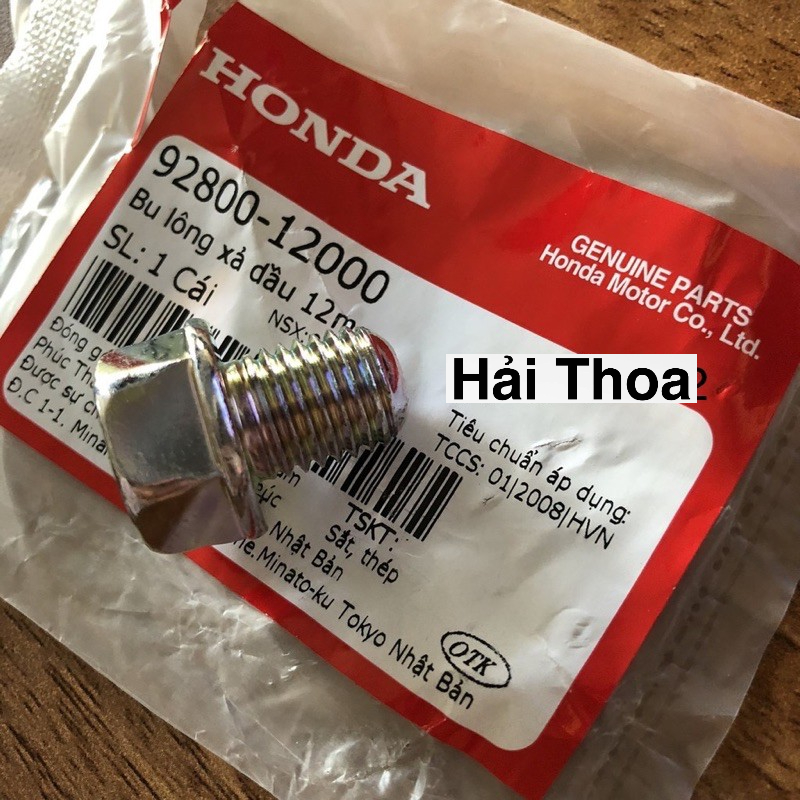 HONDA
GENUINE PARTS
Honda Motor Co., Ltd.
92800-12000
Bu lông xả dầu 12m
SL: 1 Cái
NSX:
Hải Thoa
Đóng
Phúc
Được sự
Đ.C 1-1. Minato
Tiêu chuẩn áp dụng:
TCCS: 01|2008|HVN
TSKT:
Sắt, thép
Nhật Bản
Minato-ku Tokyo Nhật Bản
OTK